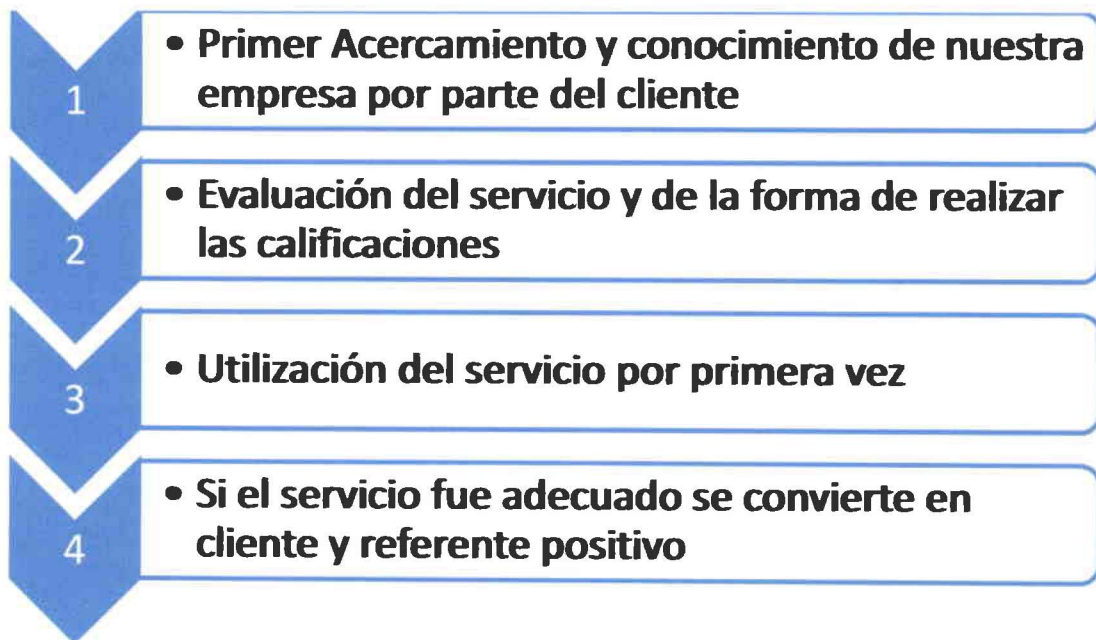 1
• Primer Acercamiento y conocimiento de nuestra
empresa por parte del cliente
2
• Evaluación del servicio y de la forma de realizar
las calificaciones
3
• Utilización del servicio por primera vez
4
• Si el servicio fue adecuado se convierte en
cliente y referente positivo